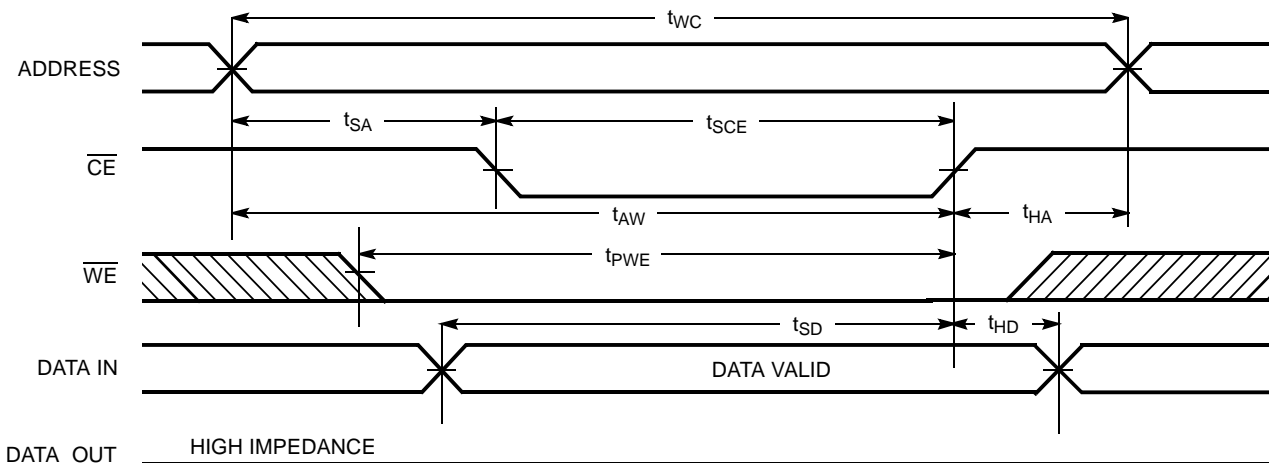 tWC
ADDRESS
tSA
tSCE
CE
tAW
tHA
WE
tPWE
tSD
tHD
DATA IN
DATA VALID
DATA OUT
HIGH IMPEDANCE